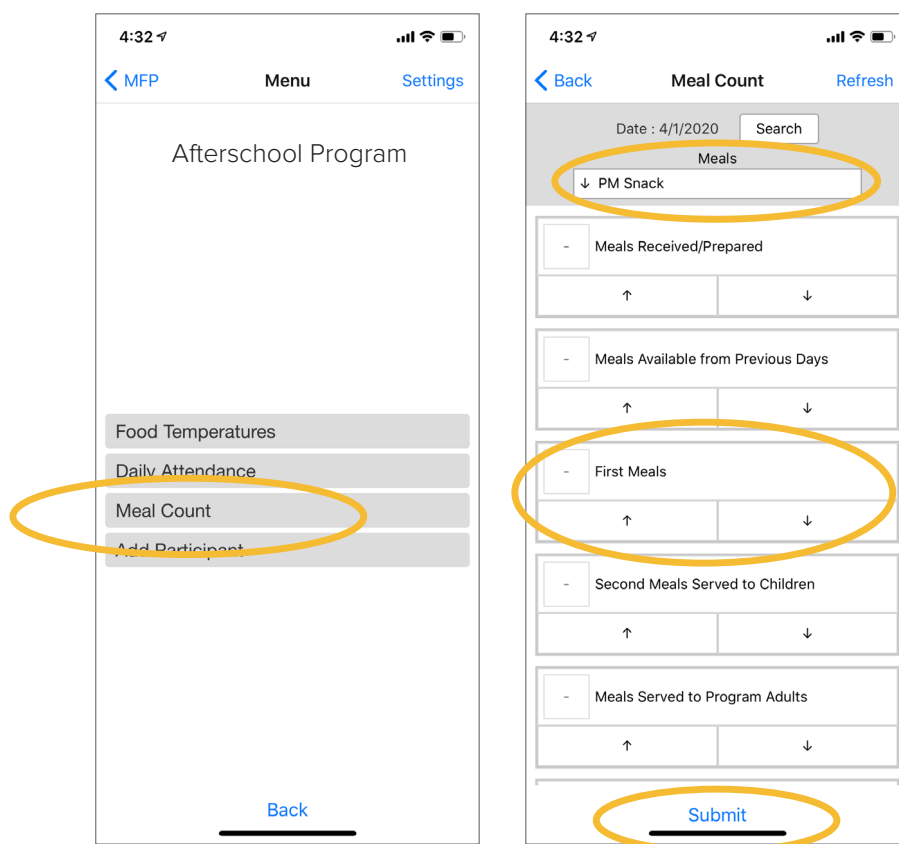 4:32
MFP Menu Settings
Afterschool Program
Food Temperatures
Daily Attendance
Meal Count
Add Participant
Back
4:32
Back Meal Count Refresh
Date : 4/1/2020 Search
Meals
↓ PM Snack
- Meals Received/Prepared
↑ ↓
- Meals Available from Previous Days
↑ ↓
- First Meals
↑ ↓
- Second Meals Served to Children
↑ ↓
- Meals Served to Program Adults
↑ ↓
Submit